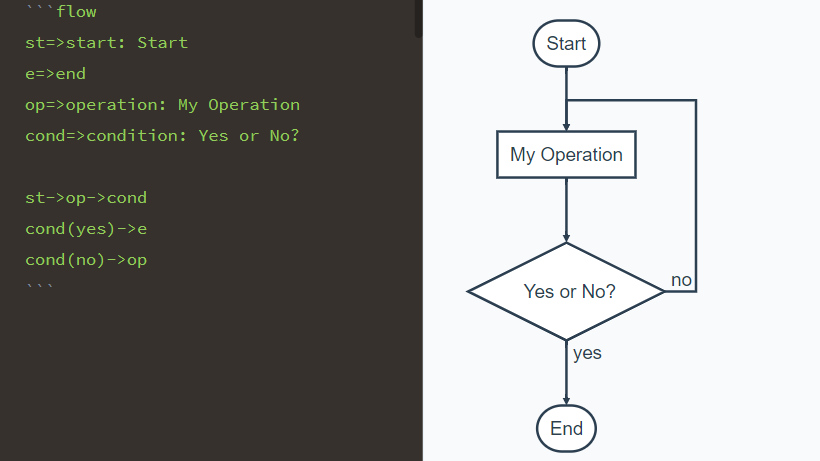 ```flow
st=>start: Start
e=>end
op=>operation: My Operation
cond=>condition: Yes or No?
st->op->cond
cond(yes)->e
cond(no)->op
```
Start
My Operation
no
Yes or No?
yes
End